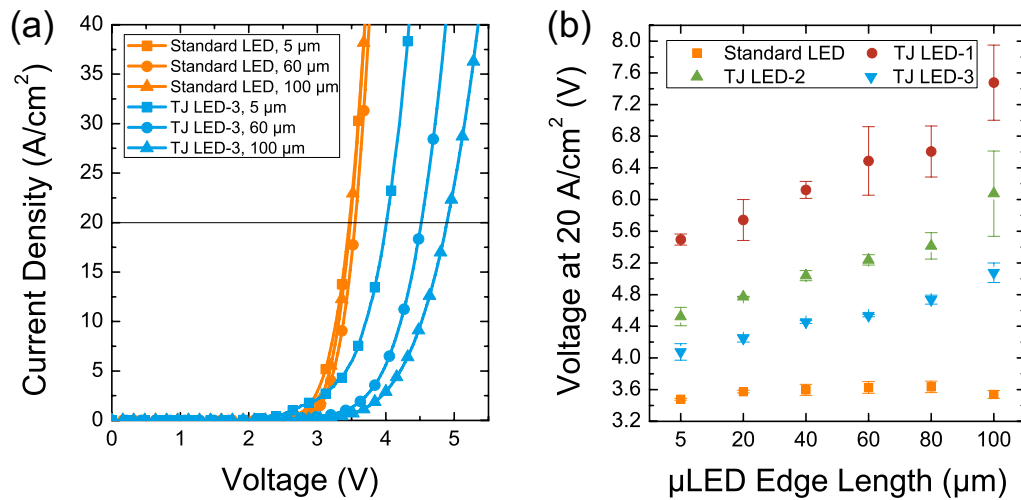 (a)
40
35
30
25
20
15
10
5
0
Current Density (A/cm²)
Standard LED, 5 μm
Standard LED, 60 μm
Standard LED, 100 μm
TJ LED-3, 5 μm
TJ LED-3, 60 μm
TJ LED-3, 100 μm
0 1 2 3 4 5
Voltage (V)
(b)
8.0
7.6
7.2
6.8
6.4
6.0
5.6
5.2
4.8
4.4
4.0
3.6
3.2
Voltage at 20 A/cm² (V)
Standard LED TJ LED-1
TJ LED-2 TJ LED-3
5 20 40 60 80 100
μLED Edge Length (μm)